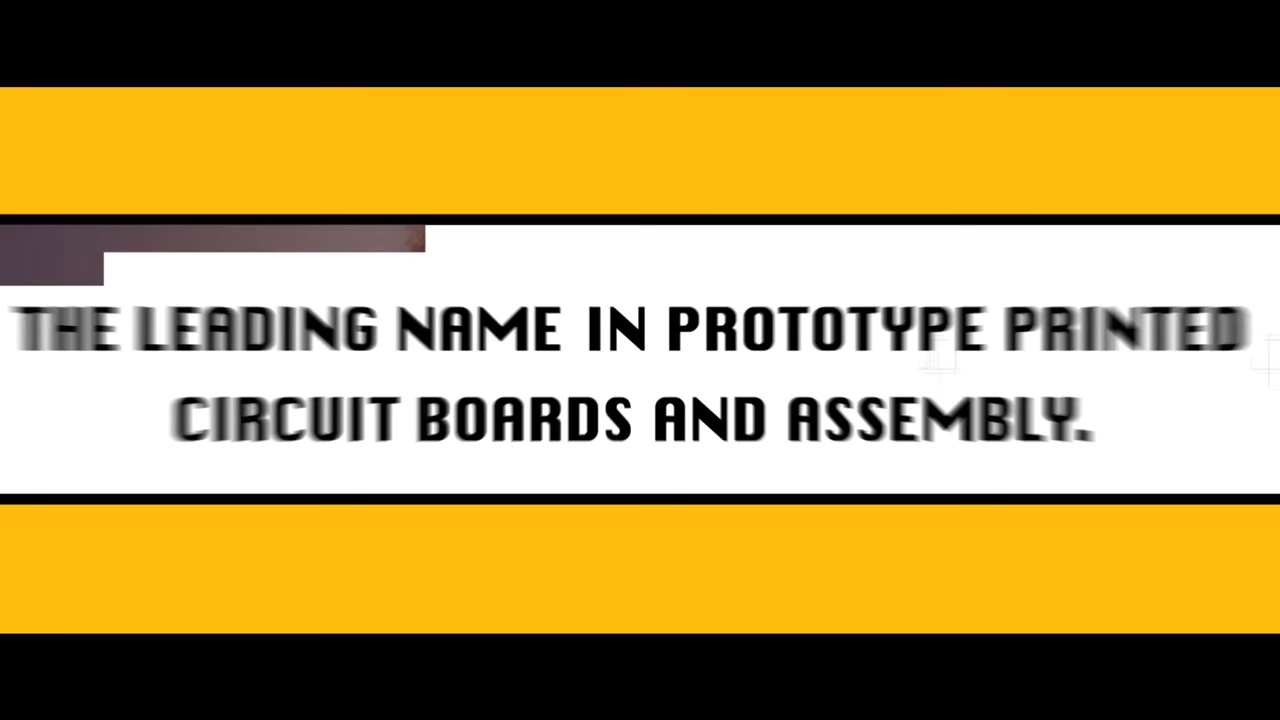 THE LEADING NAME IN PROTOTYPE PRINTED
CIRCUIT BOARDS AND ASSEMBLY.